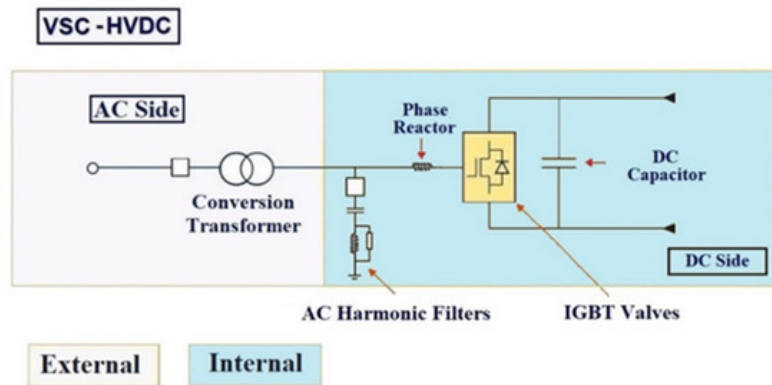 VSC -HVDC
AC Side
Phase
Reactor
DC
Capacitor
Conversion
Transformer
DC Side
AC Harmonic Filters
IGBT Valves
External
Internal